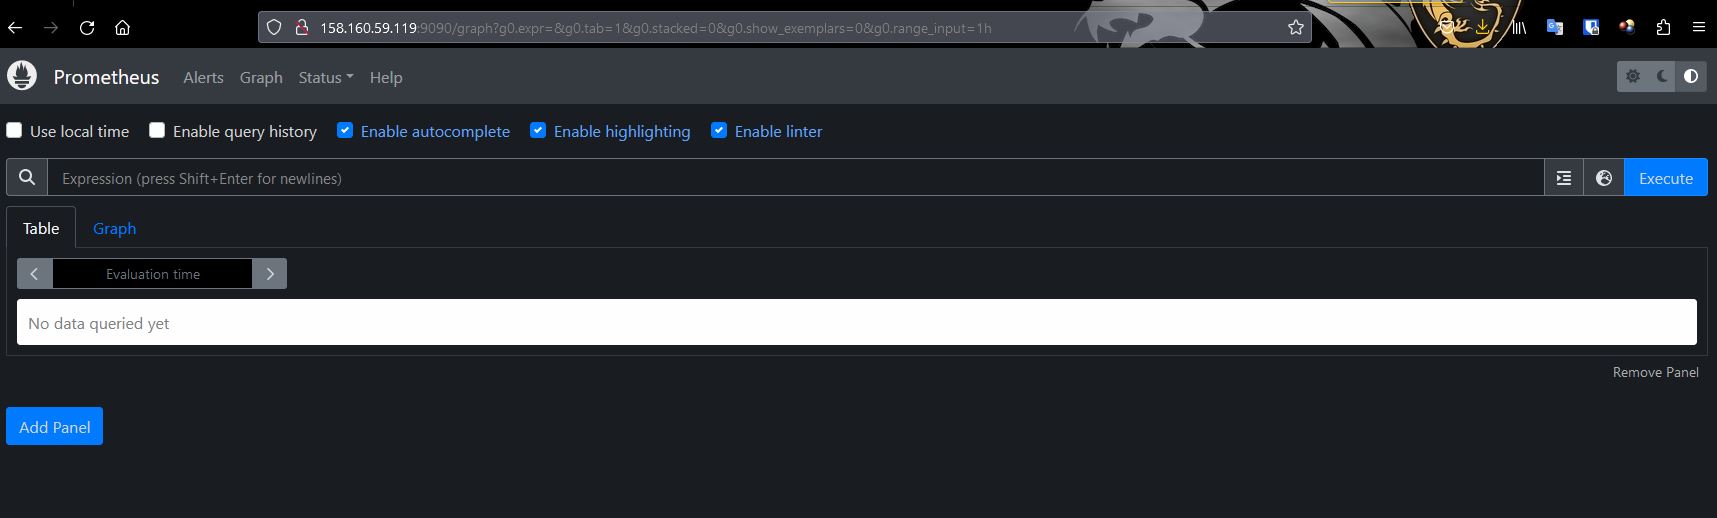 158.160.59.119:9090/graph?g0.expr=&g0.tab=1&g0.stacked=0&g0.show_exemplars=0&g0.range_input=1h
Prometheus Alerts Graph Status Help
Use local time Enable query history Enable autocomplete Enable highlighting Enable linter
Expression (press Shift+Enter for newlines) Execute
Table Graph
Evaluation time
No data queried yet
Remove Panel
Add Panel